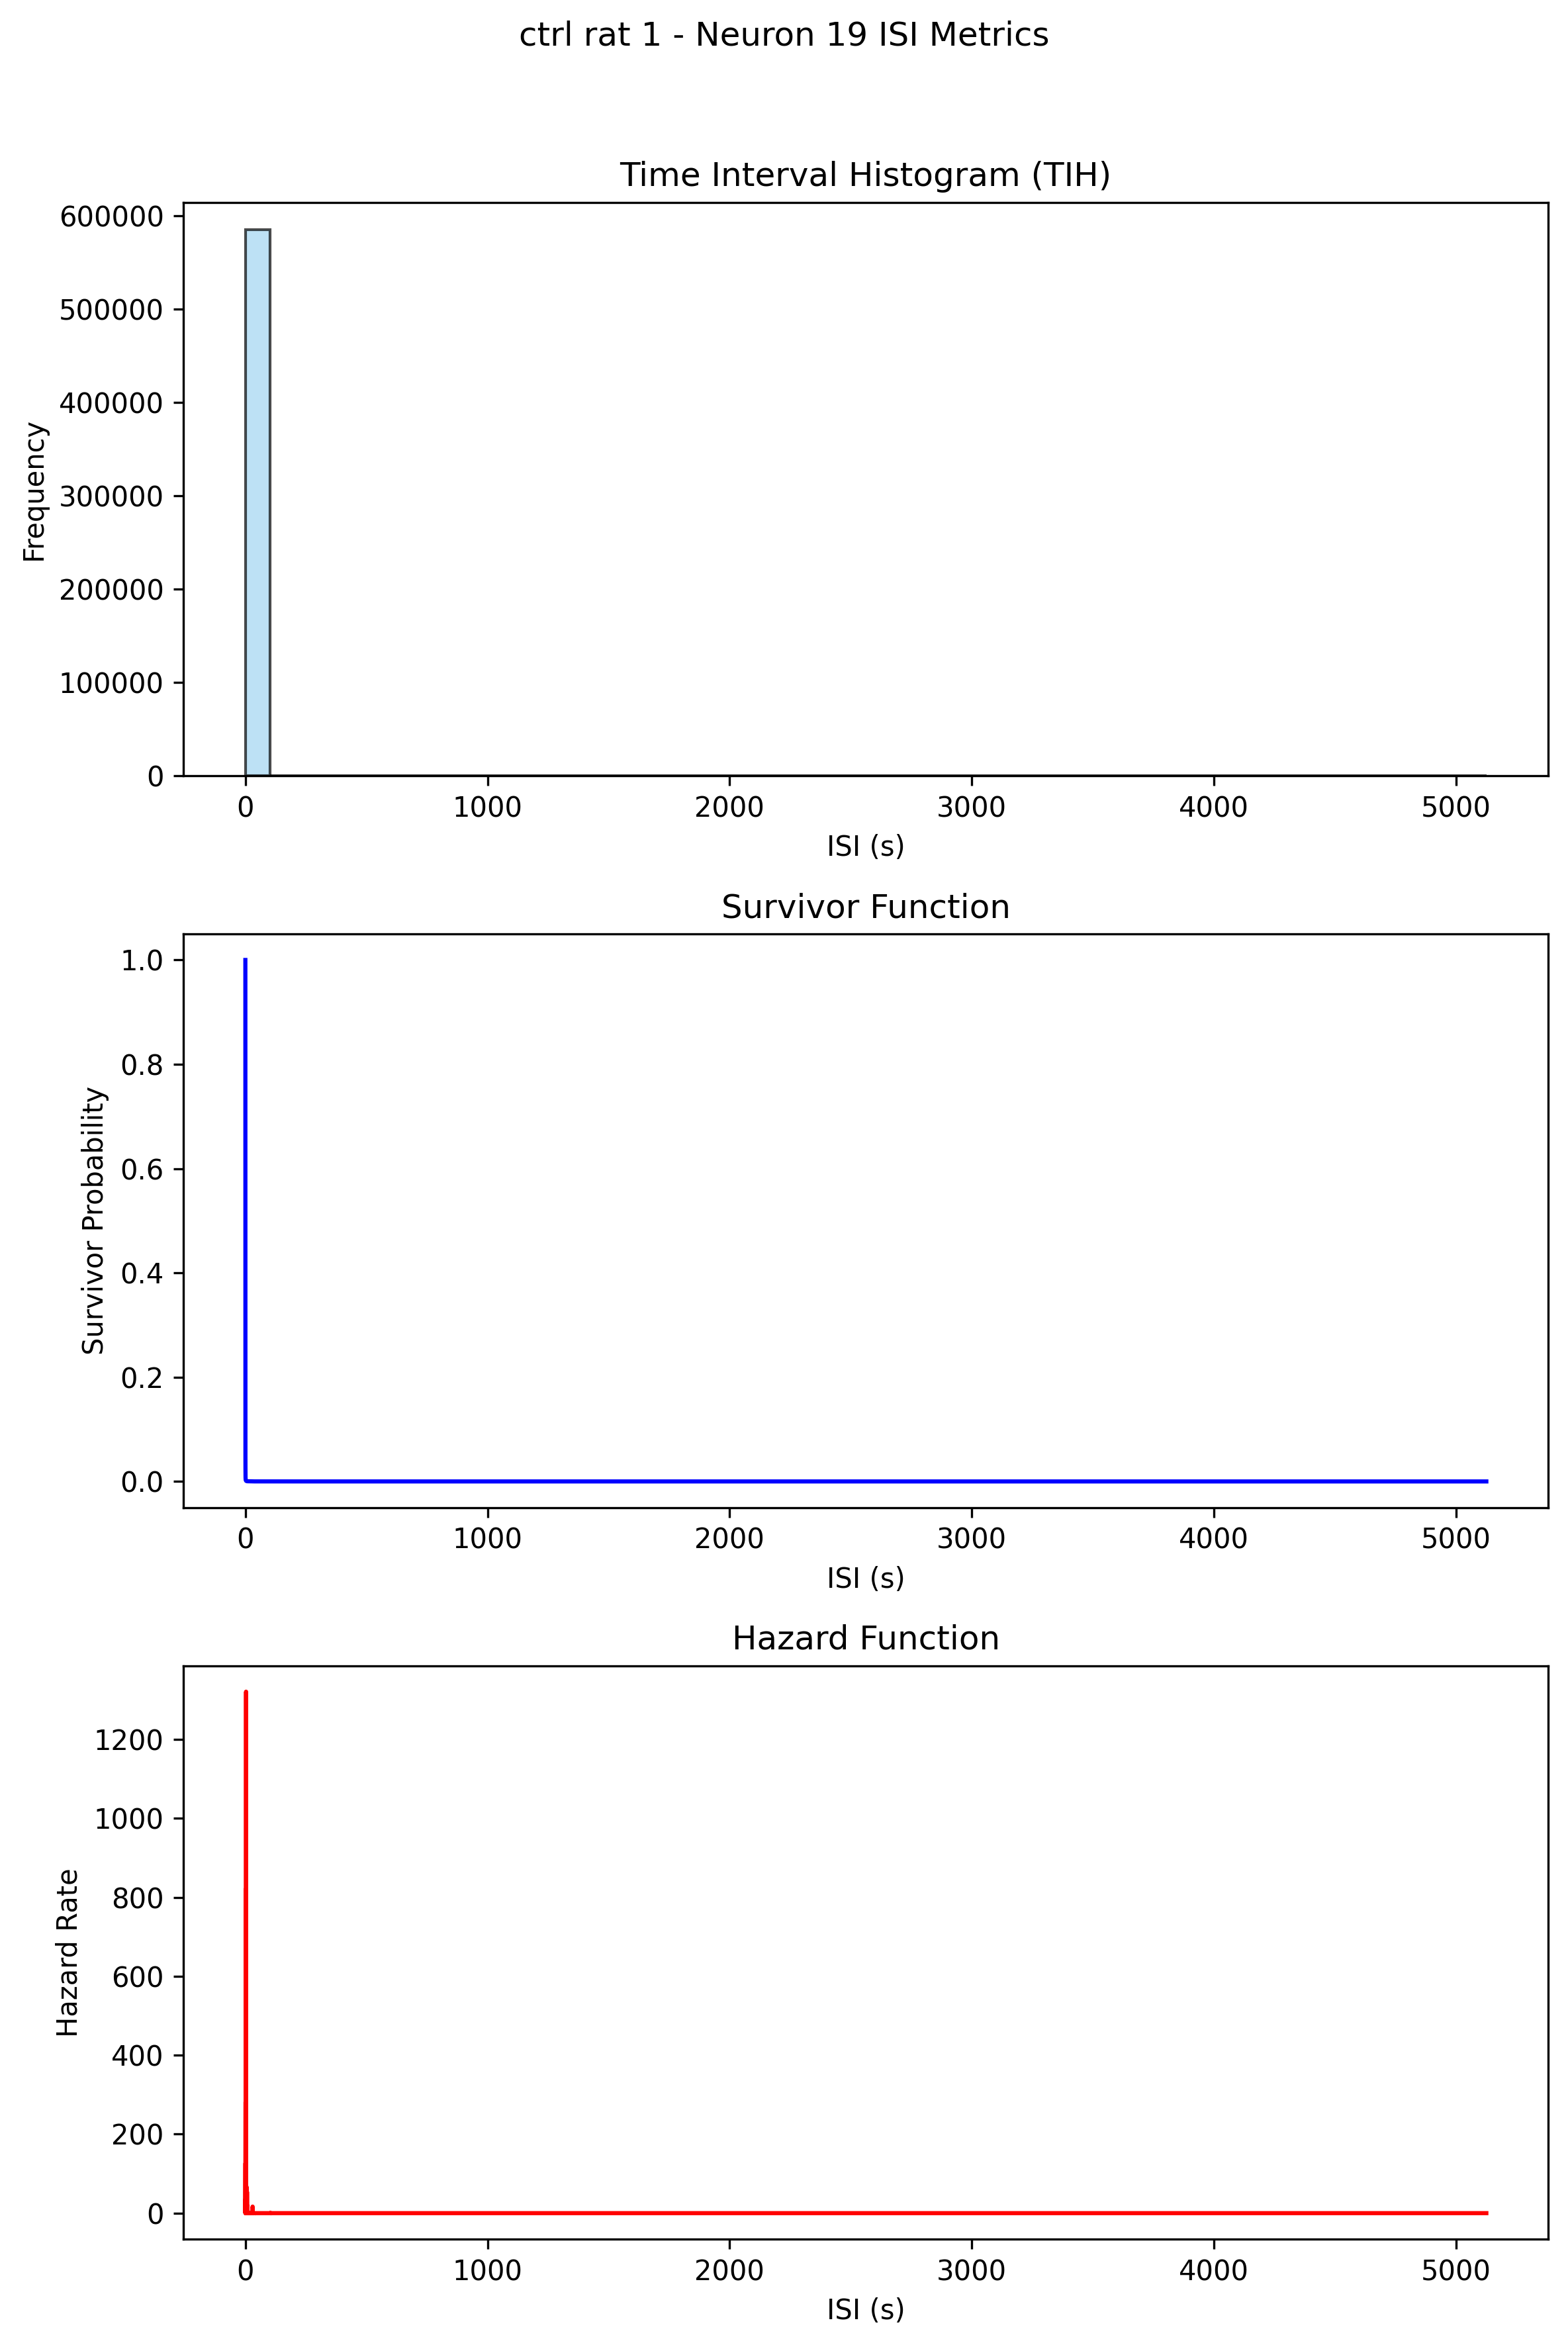 ctrl rat 1 - Neuron 19 ISI Metrics
Time Interval Histogram (TIH)
600000
500000
400000
300000
200000
100000
0
Frequency
0 1000 2000 3000 4000 5000
ISI (s)
Survivor Function
1.0
0.8
0.6
0.4
0.2
0.0
Survivor Probability
0 1000 2000 3000 4000 5000
ISI (s)
Hazard Function
1200
1000
800
600
400
200
0
Hazard Rate
0 1000 2000 3000 4000 5000
ISI (s)